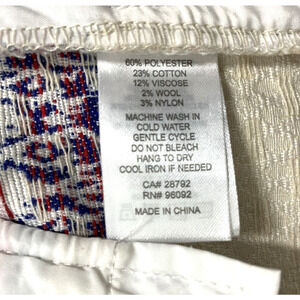 60% POLYESTER
23% COTTON
12% VISCOSE
2% WOOL
3% NYLON
MACHINE WASH IN
COLD WATER
GENTLE CYCLE
DO NOT BLEACH
HANG TO DRY
COOL IRON IF NEEDED
CA# 28792
RN# 96092
MADE IN CHINA